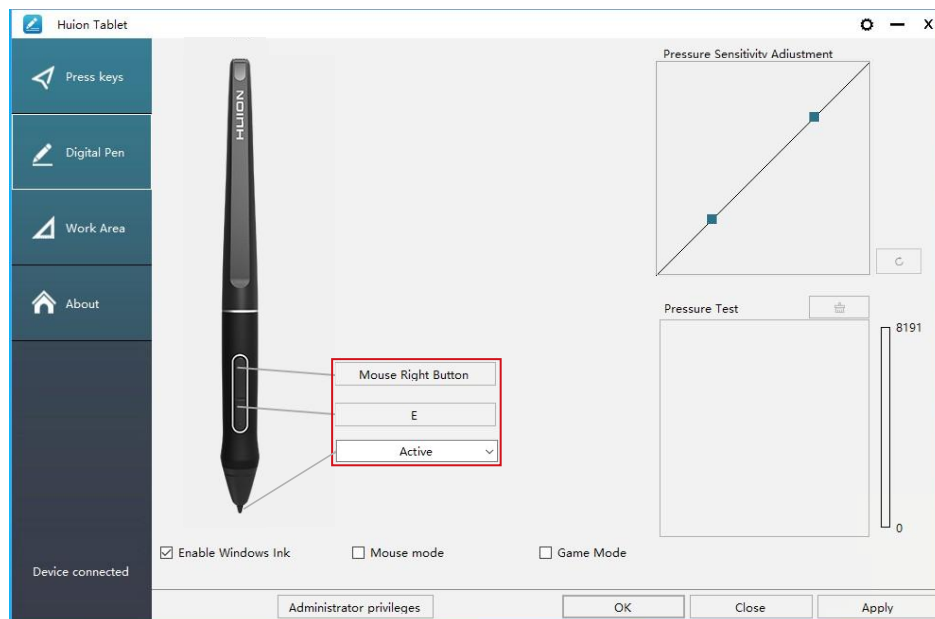 Huion Tablet
Press keys
Digital Pen
Work Area
About
Device connected
HUION
Mouse Right Button
E
Active
Enable Windows Ink
Mouse mode
Game Mode
Pressure Sensitivity Adjustment
Pressure Test
8191
0
Administrator privileges
OK
Close
Apply